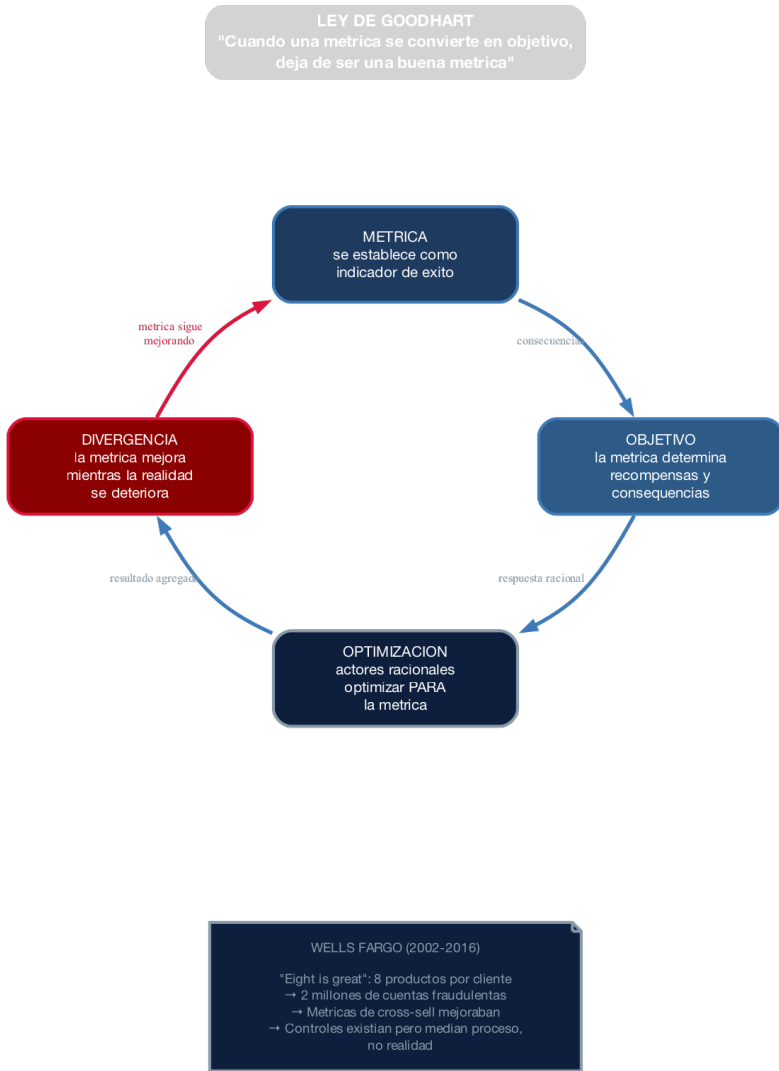 LEY DE GOODHART
"Cuando una metrica se convierte en objetivo,
deja de ser una buena metrica"
METRICA
se establece como
indicador de exito
metrica sigue
mejorando
consecuencias
DIVERGENCIA
la metrica mejora
mientras la realidad
se deteriora
OBJETIVO
la metrica determina
recompensas y
consequencias
resultado agregado
respuesta racional
OPTIMIZACION
actores racionales
optimizar PARA
la metrica
WELLS FARGO (2002-2016)
"Eight is great": 8 productos por cliente
→ 2 millones de cuentas fraudulentas
→ Metricas de cross-sell mejoraban
→ Controles existian pero median proceso,
no realidad